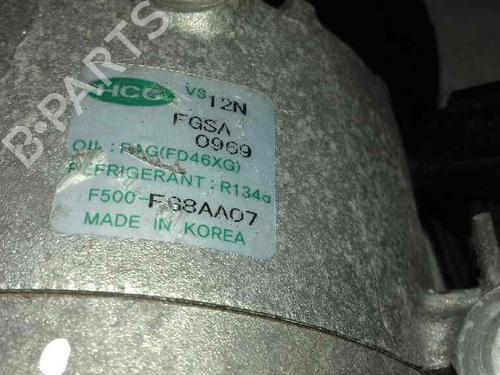 HCC VS12N
FGSA
0969
OIL : PAG(FD46XG)
REFRIGERANT : R134a
F500-FG8AA07
MADE IN KOREA
B-PARTS